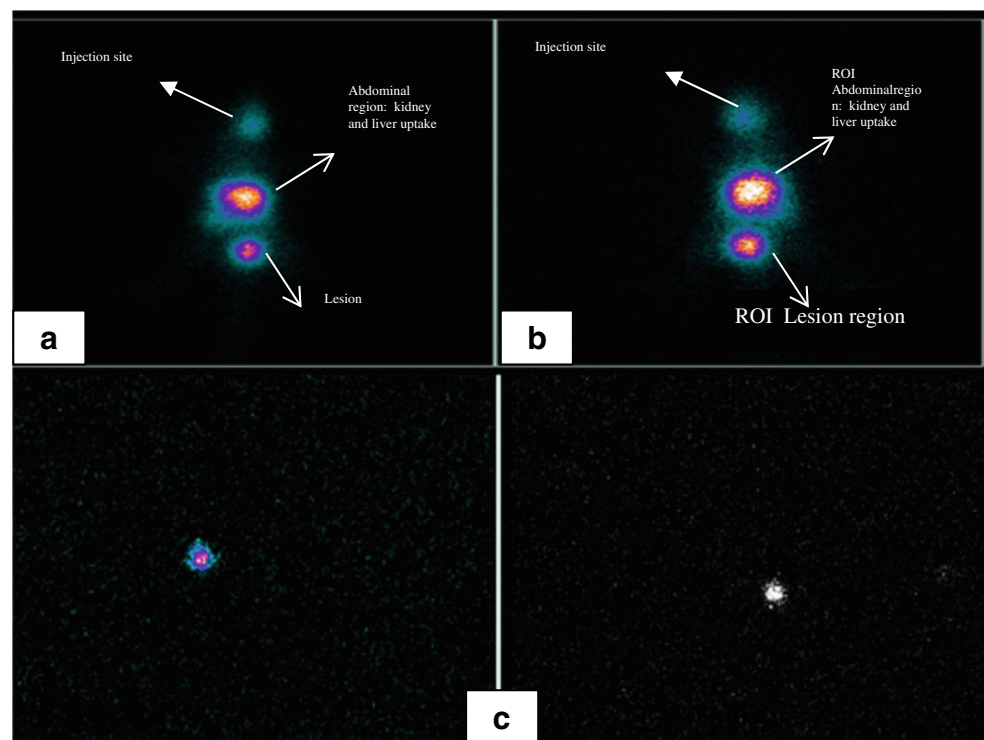 Injection site
Abdominal
region: kidney
and liver uptake
Lesion
a
Injection site
ROI
Abdominalregio
n: kidney and
liver uptake
ROI Lesion region
b
c